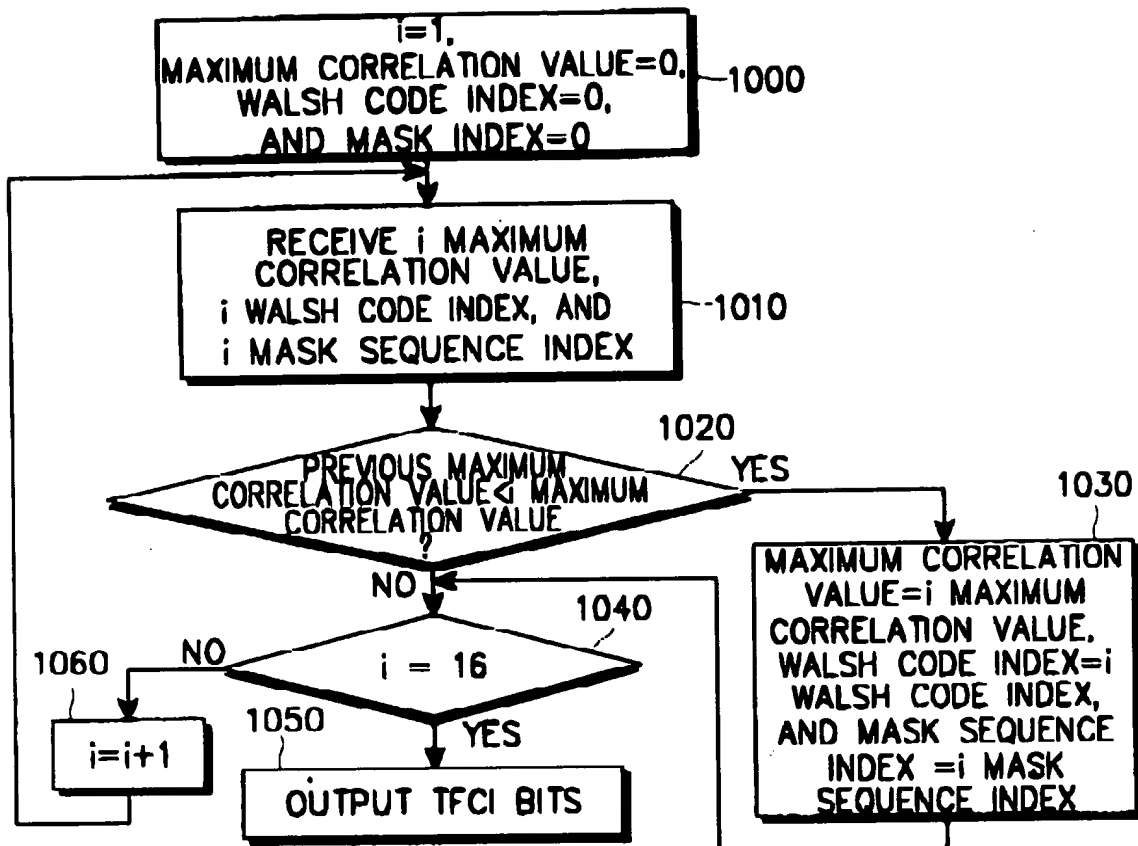 i=1,
MAXIMUM CORRELATION VALUE=0,
WALSH CODE INDEX=0,
AND MASK INDEX=0
1000
RECEIVE i MAXIMUM
CORRELATION VALUE,
i WALSH CODE INDEX, AND
i MASK SEQUENCE INDEX
1010
1020
PREVIOUS MAXIMUM
CORRELATION VALUE<i MAXIMUM
CORRELATION VALUE
?
YES
NO
1030
MAXIMUM CORRELATION
VALUE=i MAXIMUM
CORRELATION VALUE,
WALSH CODE INDEX=i
WALSH CODE INDEX,
AND MASK SEQUENCE
INDEX =i MASK
SEQUENCE INDEX
1040
i = 16
NO
YES
1060
i=i+1
1050
OUTPUT TFCI BITS